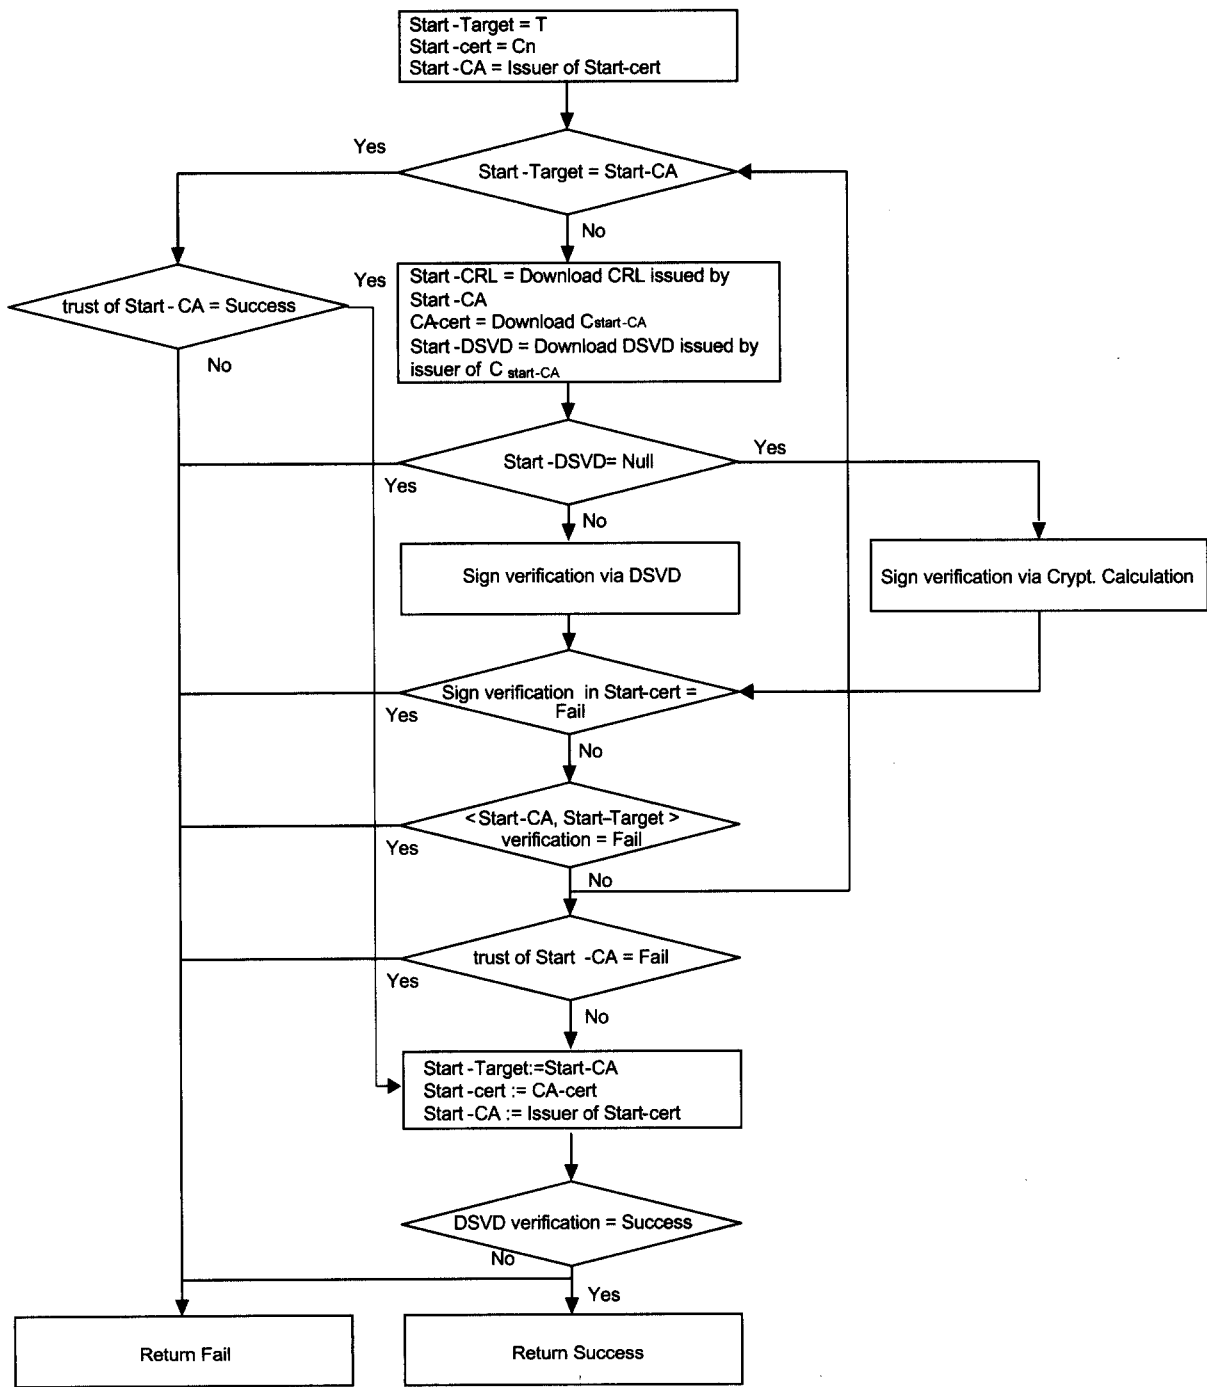 Start-Target = T
Start-cert = Cn
Start-CA = Issuer of Start-cert
Yes
Start-Target = Start-CA
No
trust of Start-CA = Success
Yes
No
Start-CRL = Download CRL issued by
Start-CA
CA-cert = Download Cstart-CA
Start-DSVD = Download DSVD issued by
issuer of C start-CA
Start-DSVD= Null
Yes
Yes
No
Sign verification via DSVD
Sign verification via Crypt. Calculation
Sign verification in Start-cert =
Fail
Yes
No
<Start-CA, Start-Target >
verification = Fail
Yes
No
trust of Start -CA = Fail
Yes
No
Start-Target:=Start-CA
Start-cert := CA-cert
Start-CA := Issuer of Start-cert
DSVD verification = Success
No
Yes
Return Fail
Return Success